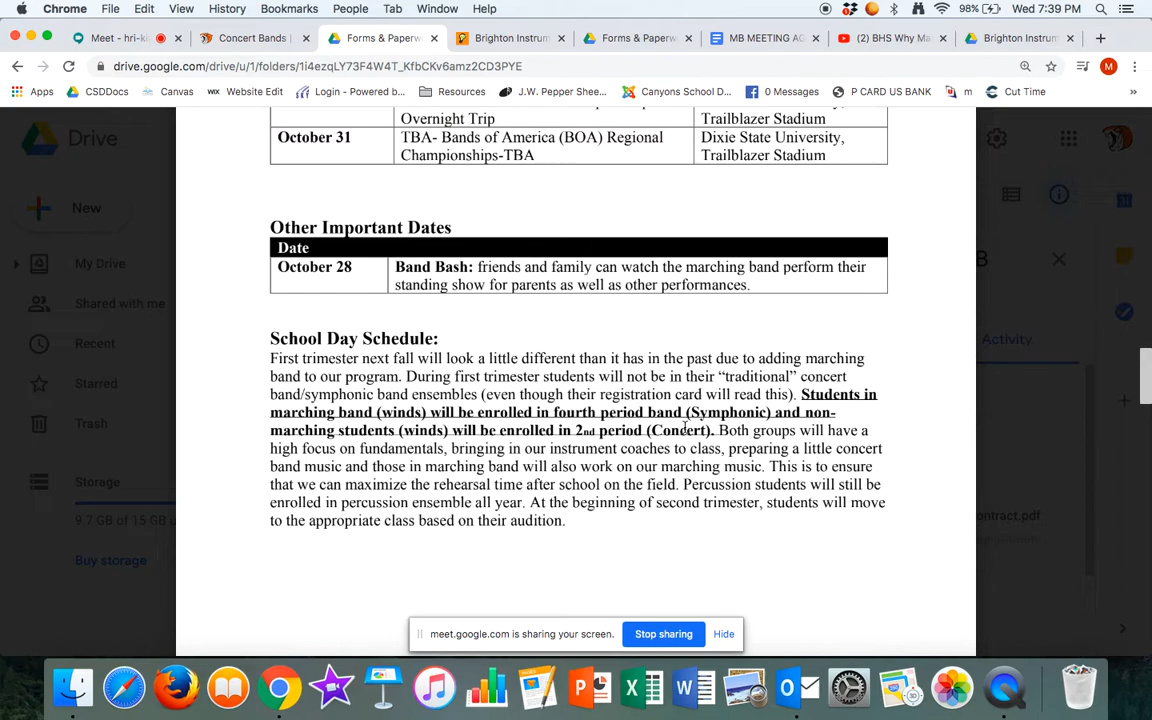 Chrome File Edit View History Bookmarks People Tab Window Help 98% Wed 7:39 PM
Meet - hri-ki Concert Bands | Forms & Paperw Brighton Instrum Forms & Paperw MB MEETING AG (2) BHS Why Ma Brighton Instrum
drive.google.com/drive/u/1/folders/1i4ezqLY73F4W4T_KfbCKv6amz2CD3PYE
Apps CSDDocs Canvas WiX Website Edit Login - Powered b... Resources J.W. Pepper Shee... Canyons School D... 0 Messages P CARD US BANK m Cut Time »
Drive
New
My Drive
Shared with me
Recent
Starred
Trash
Storage
9.7 GB of 15 GB
Buy storage
B
Activity
ontract.pdf
Overnight Trip Trailblazer Stadium
October 31 TBA- Bands of America (BOA) Regional Dixie State University,
Championships-TBA Trailblazer Stadium
Other Important Dates
Date
October 28 Band Bash: friends and family can watch the marching band perform their
standing show for parents as well as other performances.
School Day Schedule:
First trimester next fall will look a little different than it has in the past due to adding marching
band to our program. During first trimester students will not be in their “traditional” concert
band/symphonic band ensembles (even though their registration card will read this). Students in
marching band (winds) will be enrolled in fourth period band (Symphonic) and non-
marching students (winds) will be enrolled in 2nd period (Concert). Both groups will have a
high focus on fundamentals, bringing in our instrument coaches to class, preparing a little concert
band music and those in marching band will also work on our marching music. This is to ensure
that we can maximize the rehearsal time after school on the field. Percussion students will still be
enrolled in percussion ensemble all year. At the beginning of second trimester, students will move
to the appropriate class based on their audition.
meet.google.com is sharing your screen. Stop sharing Hide